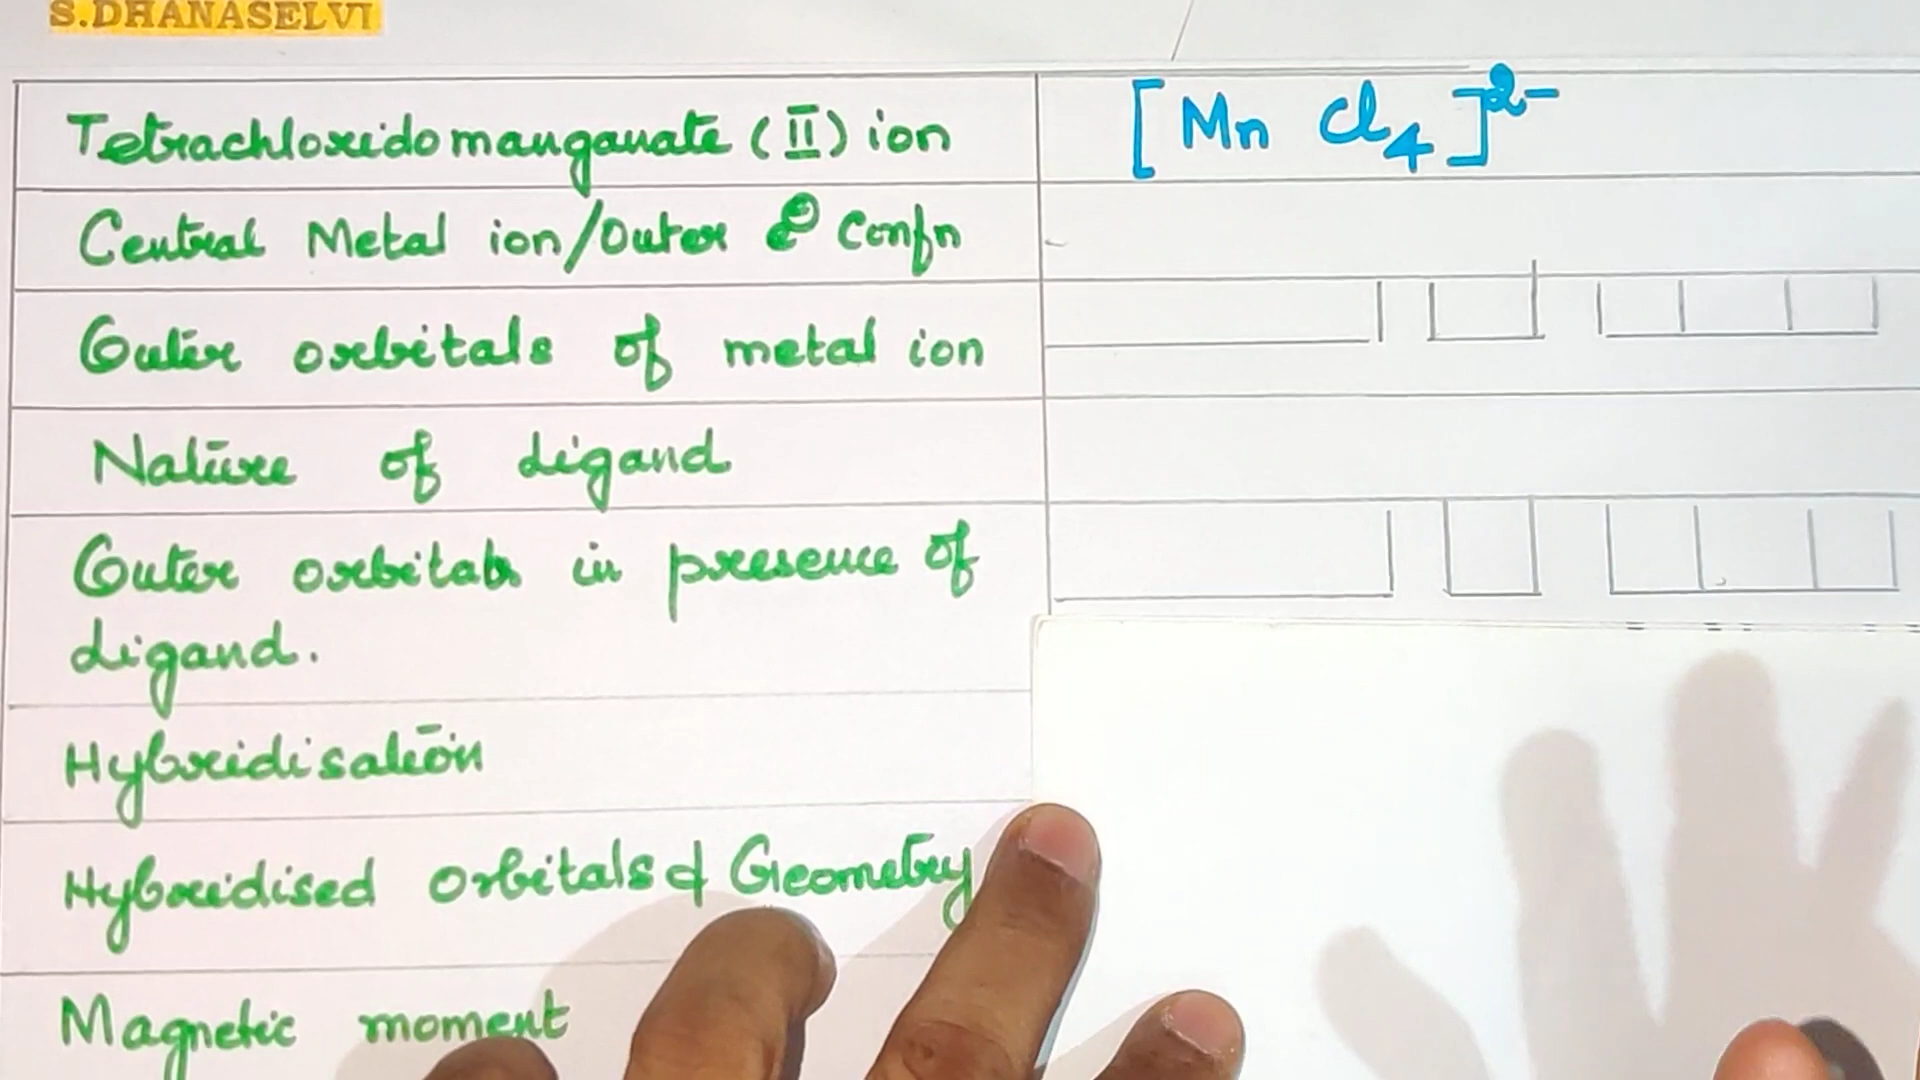 S.DHANASELVI
Tetrachloridomanganate (II) ion [Mn Cl4]2-
Central Metal ion/Outer e⊖ Confn
Outer orbitals of metal ion
Nature of Ligand
Outer orbitals in presence of
Ligand.
Hybridisation
Hybridised Orbitals & Geometry
Magnetic moment